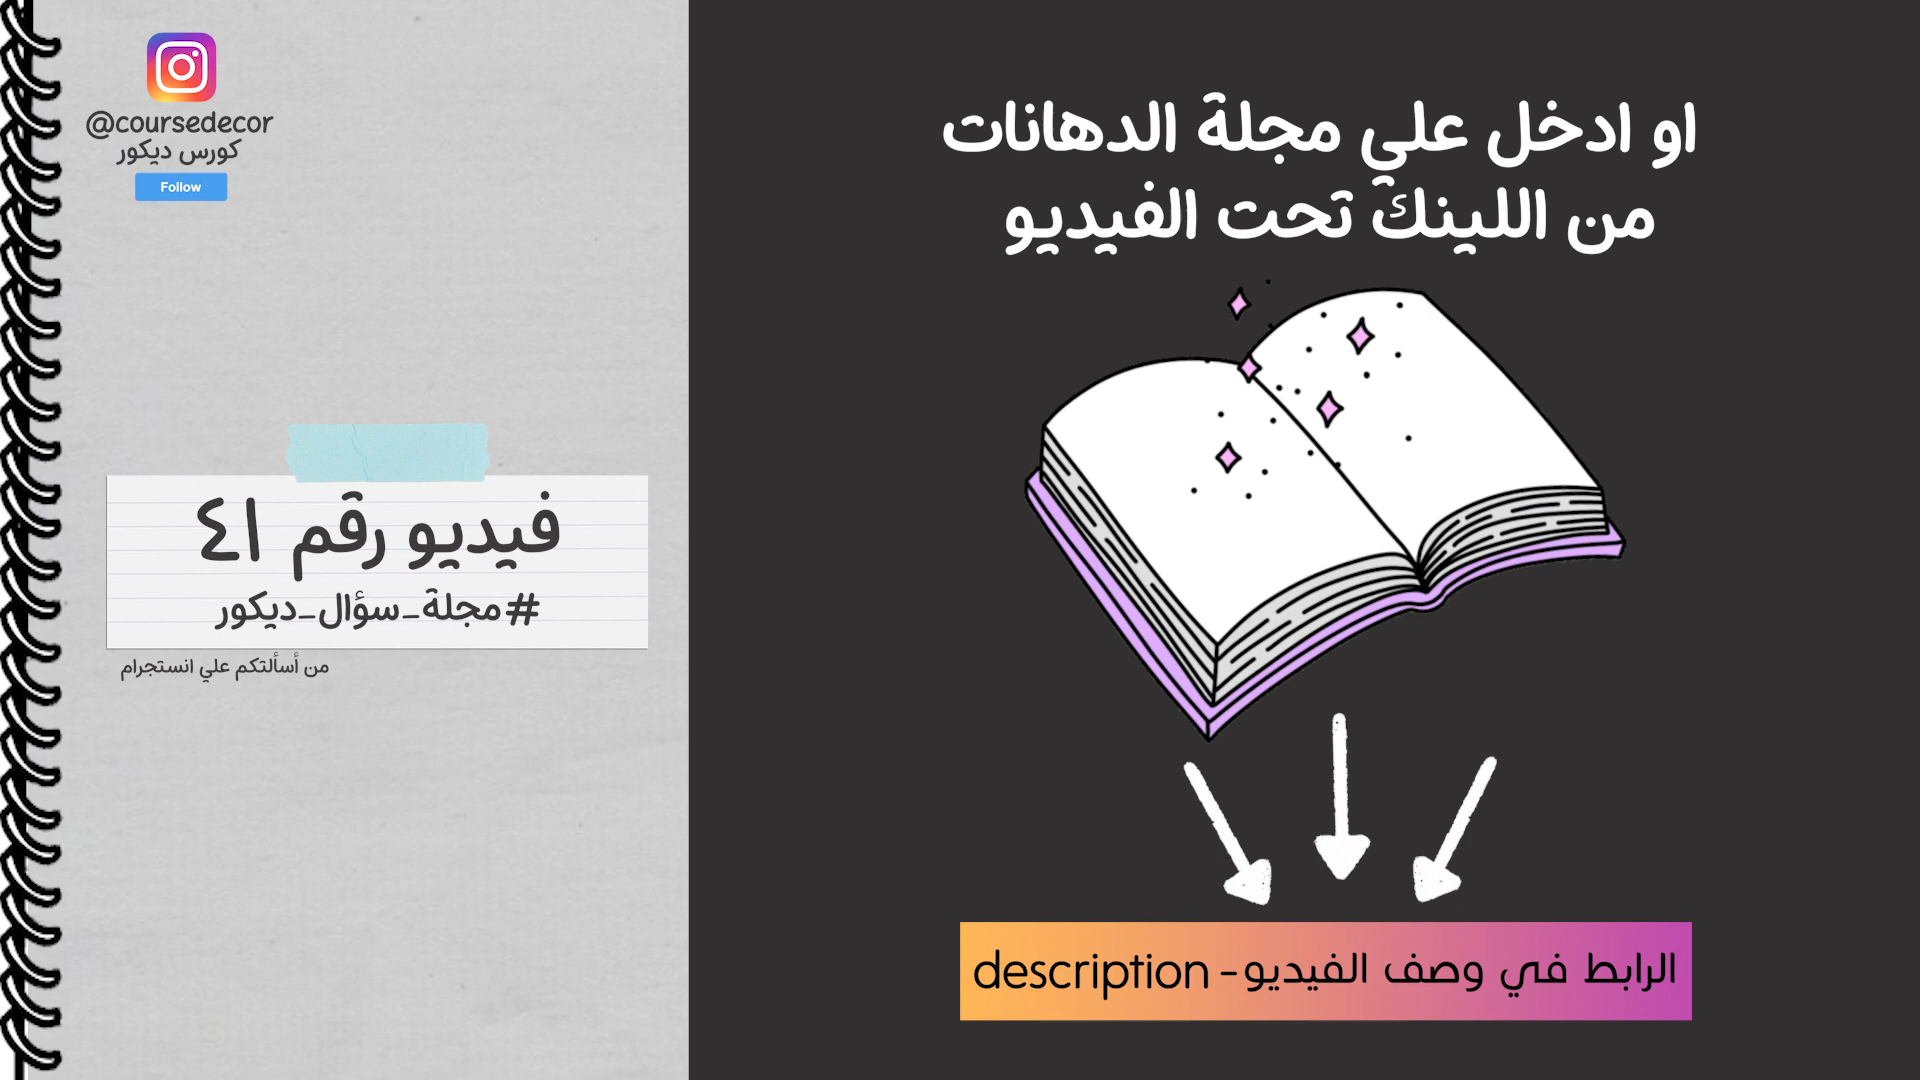 @coursedecor
كورس ديكور
Follow
فيديو رقم ٤١
#مجلة_سؤال_ديكور
من أسألتكم علي انستجرام
او ادخل علي مجلة الدهانات
من اللينك تحت الفيديو
الرابط في وصف الفيديو - description